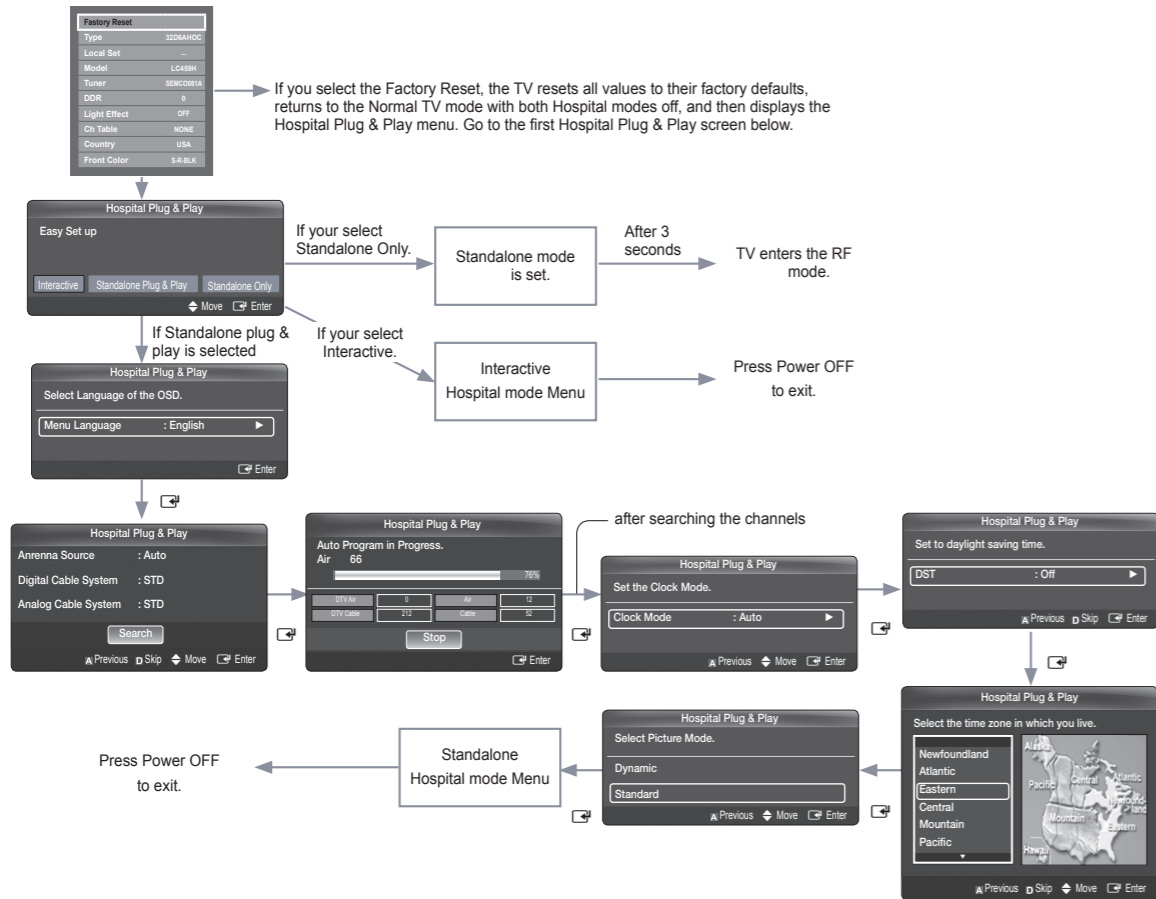 Fastory Reset
Type 32D6AHOC
Local Set ...
Model LC459H
Tuner SEMCO081A
DDR 0
Light Effect OFF
Ch Table NONE
Country USA
Front Color S-R-BLK
If you select the Factory Reset, the TV resets all values to their factory defaults,
returns to the Normal TV mode with both Hospital modes off, and then displays the
Hospital Plug & Play menu. Go to the first Hospital Plug & Play screen below.
Hospital Plug & Play
Easy Set up
Interactive Standalone Plug & Play Standalone Only
Move Enter
If your select
Standalone Only.
Standalone mode
is set.
After 3
seconds
TV enters the RF
mode.
If Standalone plug &
play is selected
If your select
Interactive.
Interactive
Hospital mode Menu
Press Power OFF
to exit.
Hospital Plug & Play
Select Language of the OSD.
Menu Language : English ►
Enter
Hospital Plug & Play
Anrenna Source : Auto
Digital Cable System : STD
Analog Cable System : STD
Search
A Previous D Skip Move Enter
Hospital Plug & Play
Auto Program in Progress.
Air 66
76%
DTV Air 0 Air 12
DTV Cable 212 Cable 52
Stop
Enter
after searching the channels
Hospital Plug & Play
Set the Clock Mode.
Clock Mode : Auto ►
A Previous Move Enter
Hospital Plug & Play
Set to daylight saving time.
DST : Off ►
A Previous D Skip Enter
Hospital Plug & Play
Select the time zone in which you live.
Newfoundland
Atlantic
Eastern
Central
Mountain
Pacific
Alaska
Pacific
Central
Atlantic
Newfound-
land
Mountain
Eastern
Hawaii
A Previous D Skip Move Enter
Hospital Plug & Play
Select Picture Mode.
Dynamic
Standard
A Previous Move Enter
Standalone
Hospital mode Menu
Press Power OFF
to exit.